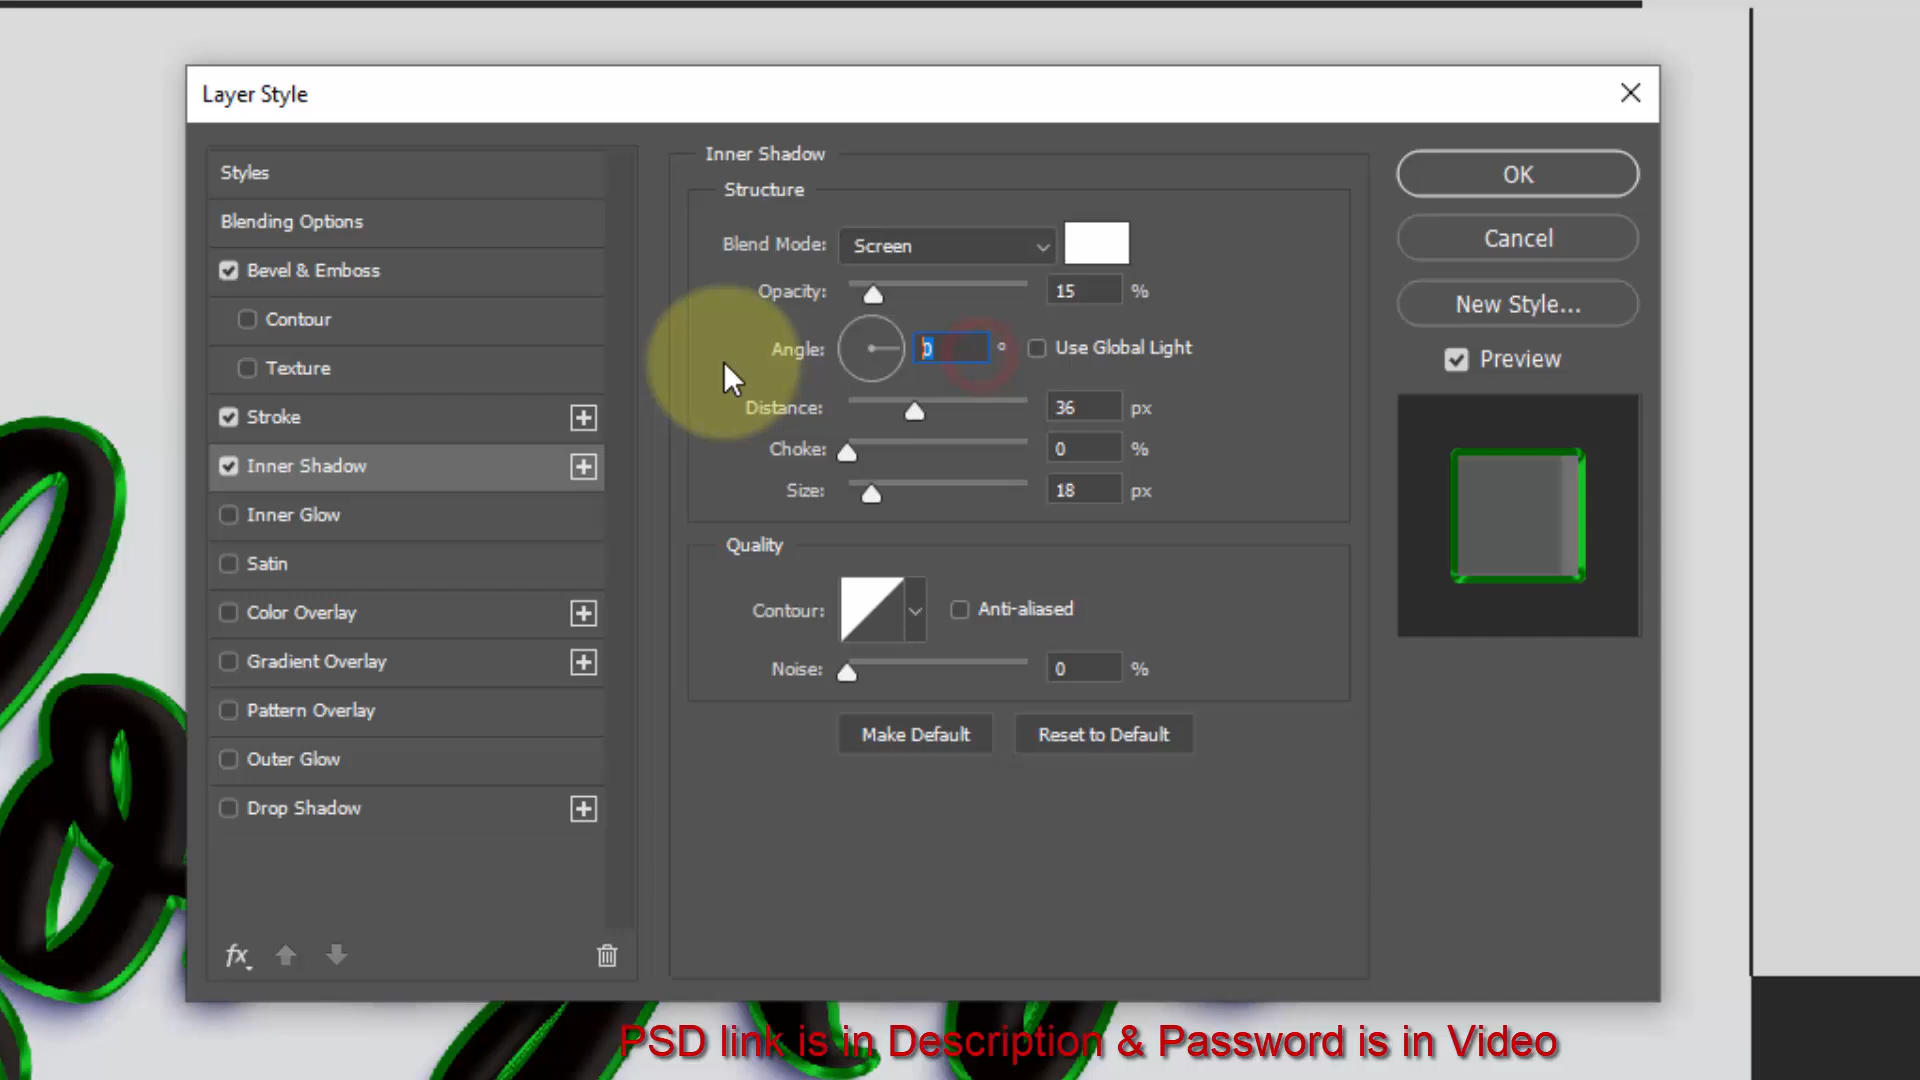 Layer Style
Styles
Blending Options
Bevel & Emboss
Contour
Texture
Stroke
Inner Shadow
Inner Glow
Satin
Color Overlay
Gradient Overlay
Pattern Overlay
Outer Glow
Drop Shadow
fx
Inner Shadow
Structure
Blend Mode: Screen
Opacity: 15 %
Angle: 0 ° Use Global Light
Distance: 36 px
Choke: 0 %
Size: 18 px
Quality
Contour: Anti-aliased
Noise: 0 %
Make Default Reset to Default
OK
Cancel
New Style...
Preview
PSD link is in Description & Password is in Video